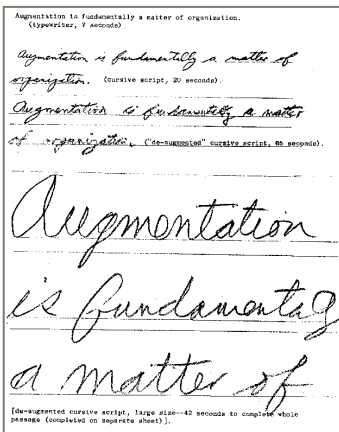 Augmentation is fundamentally a matter of organization.
(typewriter, 7 seconds)
Augmentation is fundamentally a matter of
organization. (cursive script, 20 seconds).
Augmentation is fundamentally a matter
of organization. ("de-augmented" cursive script, 65 seconds).
Augmentation
is fundamental
a matter of
[de-augmented cursive script, large size--42 seconds to complete whole
passage (completed on separate sheet)].